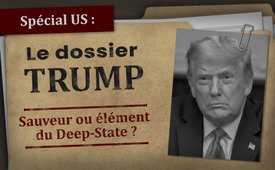 Spécial US :
Le dossier
TRUMP
Sauveur ou élément
du Deep-State ?